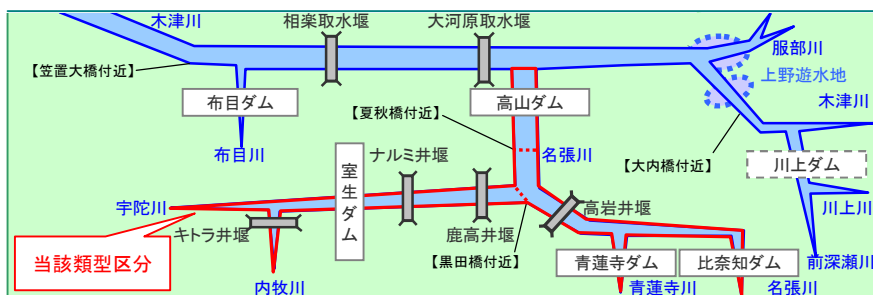 木津川
相楽取水堰
大河原取水堰
服部川
【笠置大橋付近】
上野遊水地
布目ダム
高山ダム
木津川
【夏秋橋付近】
布目川
室生ダム
ナルミ井堰
名張川
【大内橋付近】
川上ダム
宇陀川
高岩井堰
川上川
キトラ井堰
鹿高井堰
当該類型区分
【黒田橋付近】
青蓮寺ダム
比奈知ダム
前深瀬川
内牧川
青蓮寺川
名張川